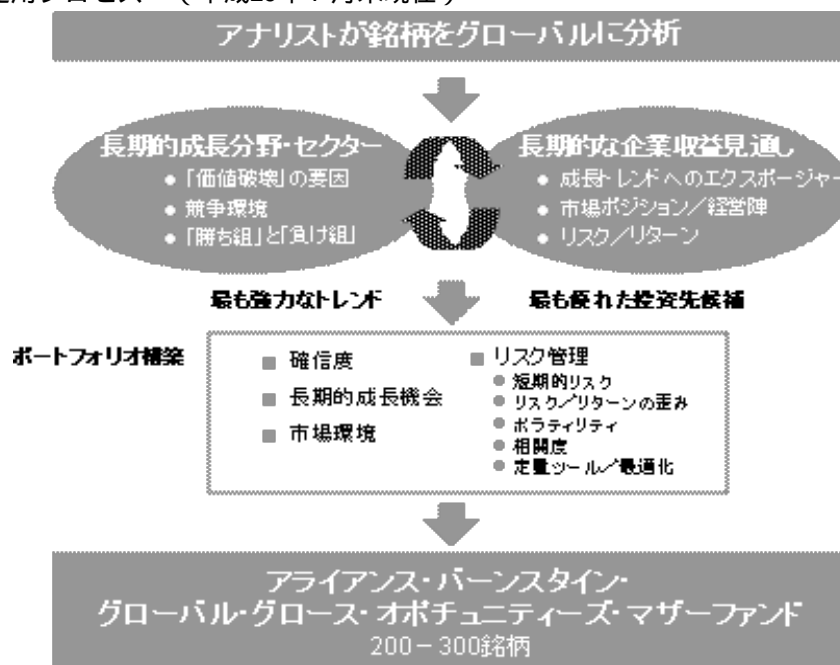 アナリストが銘柄をグローバルに分析
長期的成長分野・セクター
● 「価値破壊」の要因
● 競争環境
● 「勝ち組」と「負け組」
長期的な企業収益見通し
● 成長トレンドへのエクスポージャー
● 市場ポジション／経営陣
● リスク／リターン
最も強力なトレンド
最も優れた投資先候補
ポートフォリオ構築
■ 確信度
■ 長期的成長機会
■ 市場環境
■ リスク管理
● 短期的リスク
● リスク／リターンの歪み
● ボラティリティ
● 相関度
● 定量ツール／最適化
アライアンス・バーンスタイン・
グローバル・グロース・オポチュニティーズ・マザーファンド
200－300銘柄